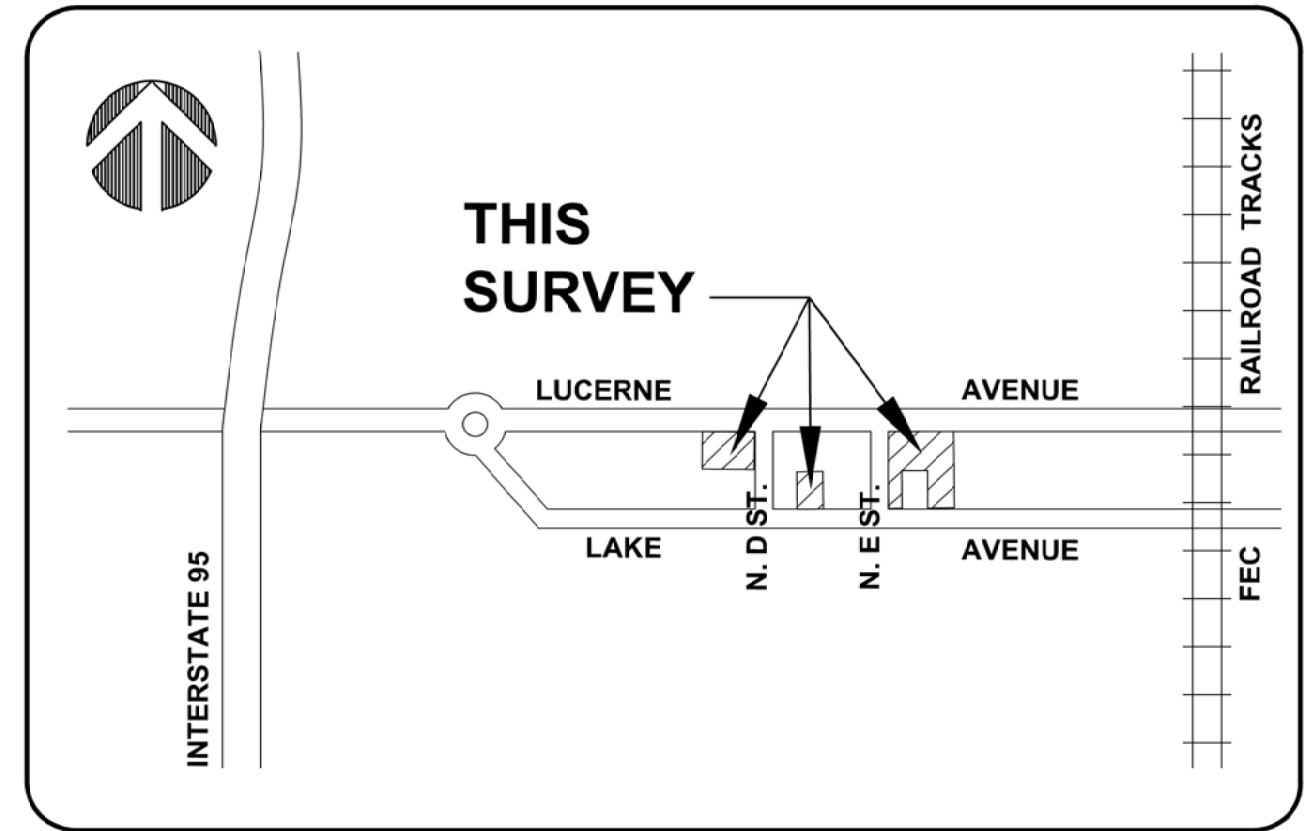 THIS
SURVEY
LUCERNE
AVENUE
LAKE
AVENUE
N. D ST.
N. E ST.
INTERSTATE 95
RAILROAD TRACKS
FEC